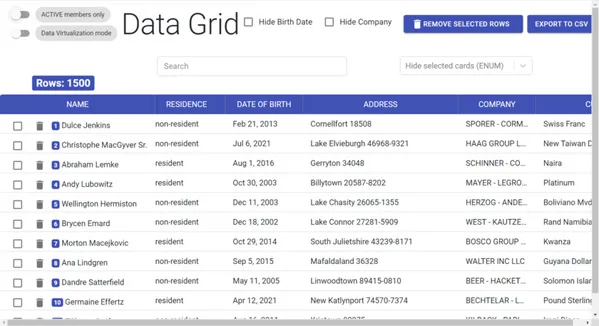 ACTIVE members only
Data Virtualization mode
Data Grid
Hide Birth Date
Hide Company
REMOVE SELECTED ROWS
EXPORT TO CSV
Search
Hide selected cards (ENUM)
Rows: 1500
NAME RESIDENCE DATE OF BIRTH ADDRESS COMPANY CU
1 Dulce Jenkins non-resident Feb 21, 2013 Cornellfort 18508 SPORER - CORM... Swiss Franc
2 Christophe MacGyver Sr. non-resident Jul 6, 2021 Lake Elvieburgh 46968-9321 HAAG GROUP L... New Taiwan D
3 Abraham Lemke resident Aug 1, 2016 Gerryton 34048 SCHINNER - CO... Naira
4 Andy Lubowitz resident Oct 30, 2003 Billytown 20587-8202 MAYER - LEGRO... Platinum
5 Wellington Hermiston non-resident Dec 11, 2003 Lake Chasity 26065-1355 HERZOG - ANDE... Boliviano Mvd
6 Brycen Emard non-resident Dec 18, 2002 Lake Connor 27281-5909 WEST - KAUTZE... Rand Namibia
7 Morton Macejkovic resident Oct 29, 2014 South Julietshire 43239-8171 BOSCO GROUP ... Kwanza
8 Ana Lindgren non-resident Sep 5, 2015 Mafaldaland 36328 WALTER INC LLC Guyana Dollar
9 Dandre Satterfield non-resident May 11, 2005 Linwoodtown 89415-0810 BEER - HACKET... Solomon Islan
10 Germaine Effertz resident Apr 12, 2021 New Katlynport 74570-7374 BECHTELAR - L... Pound Sterling